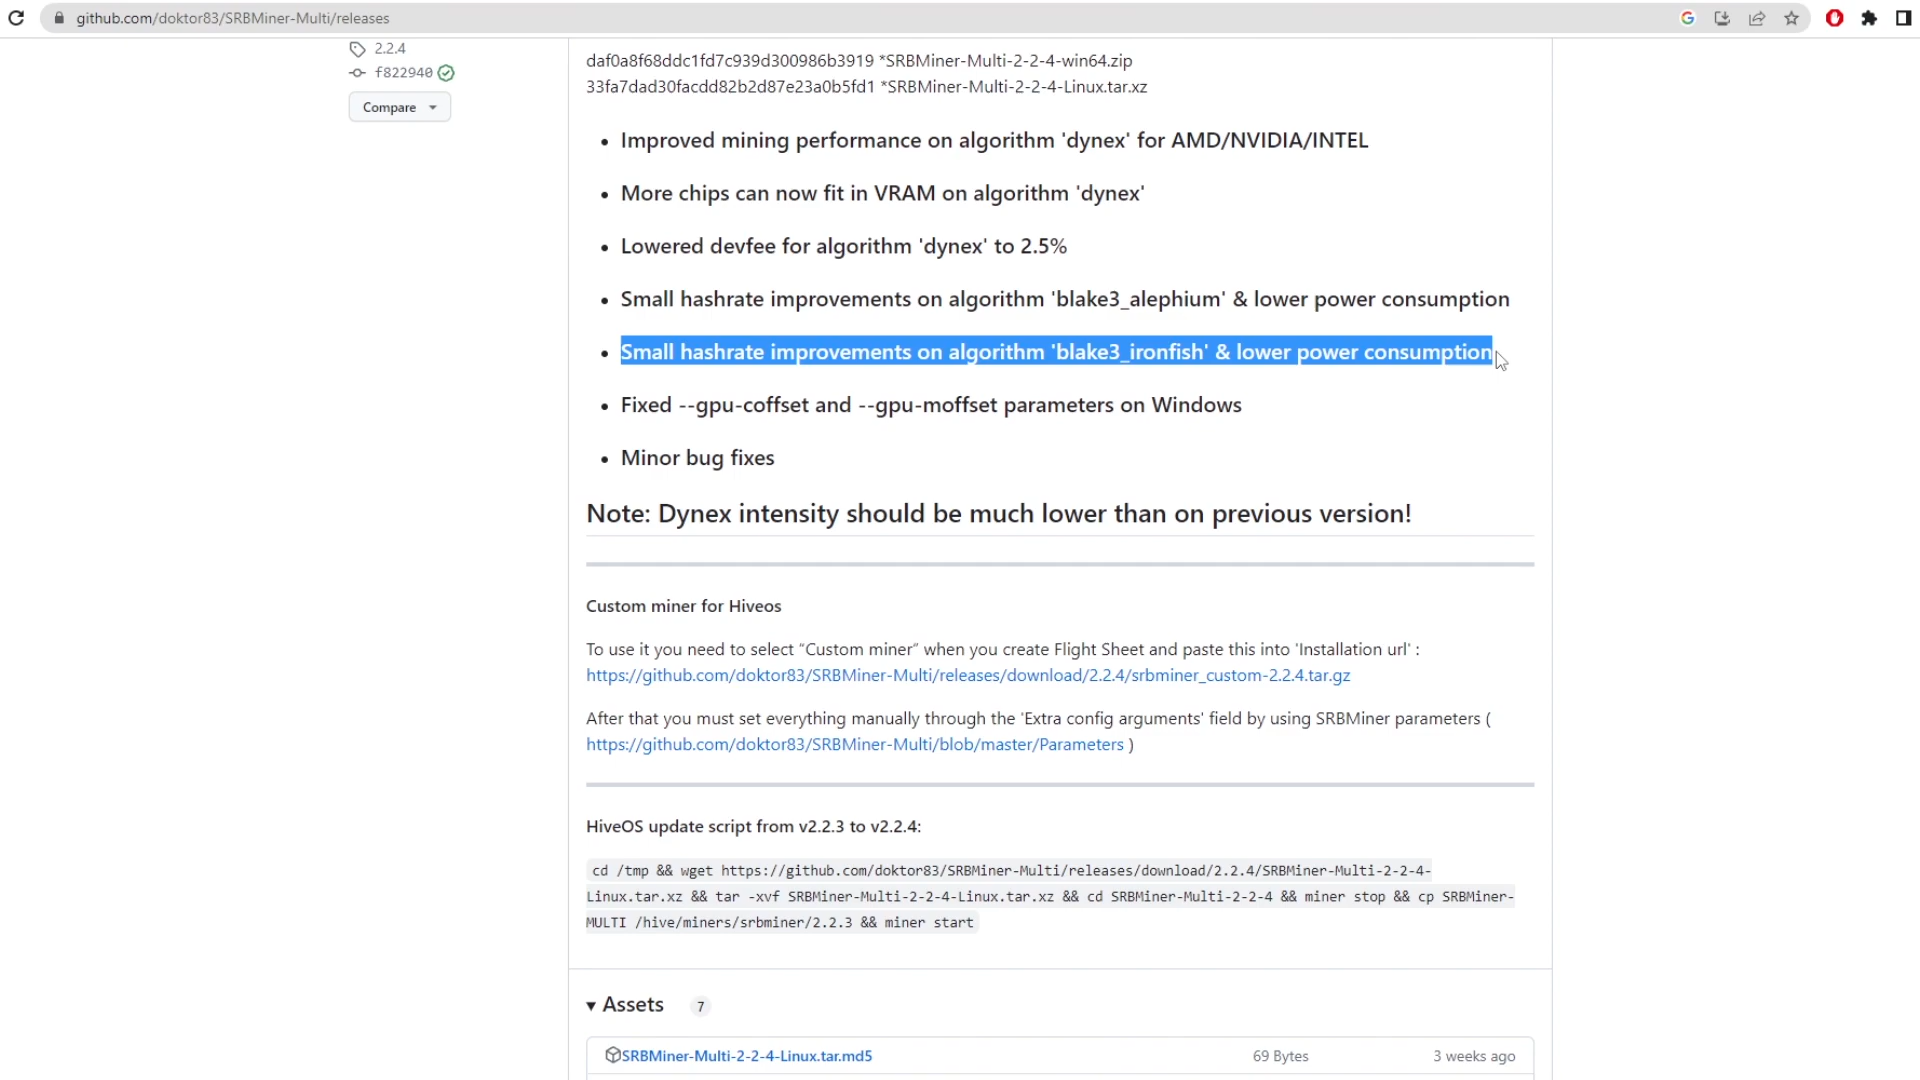 github.com/doktor83/SRBMiner-Multi/releases
2.2.4
f822940
Compare
daf0a8f68ddc1fd7c939d300986b3919 *SRBMiner-Multi-2-2-4-win64.zip
33fa7dad30facdd82b2d87e23a0b5fd1 *SRBMiner-Multi-2-2-4-Linux.tar.xz
Improved mining performance on algorithm 'dynex' for AMD/NVIDIA/INTEL
More chips can now fit in VRAM on algorithm 'dynex'
Lowered devfee for algorithm 'dynex' to 2.5%
Small hashrate improvements on algorithm 'blake3_alephium' & lower power consumption
Small hashrate improvements on algorithm 'blake3_ironfish' & lower power consumption
Fixed --gpu-coffset and --gpu-moffset parameters on Windows
Minor bug fixes
Note: Dynex intensity should be much lower than on previous version!
Custom miner for Hiveos
To use it you need to select “Custom miner” when you create Flight Sheet and paste this into 'Installation url' :
https://github.com/doktor83/SRBMiner-Multi/releases/download/2.2.4/srbminer_custom-2.2.4.tar.gz
After that you must set everything manually through the 'Extra config arguments' field by using SRBMiner parameters (
https://github.com/doktor83/SRBMiner-Multi/blob/master/Parameters )
HiveOS update script from v2.2.3 to v2.2.4:
cd /tmp && wget https://github.com/doktor83/SRBMiner-Multi/releases/download/2.2.4/SRBMiner-Multi-2-2-4-
Linux.tar.xz && tar -xvf SRBMiner-Multi-2-2-4-Linux.tar.xz && cd SRBMiner-Multi-2-2-4 && miner stop && cp SRBMiner-
MULTI /hive/miners/srbminer/2.2.3 && miner start
Assets 7
SRBMiner-Multi-2-2-4-Linux.tar.md5 69 Bytes 3 weeks ago